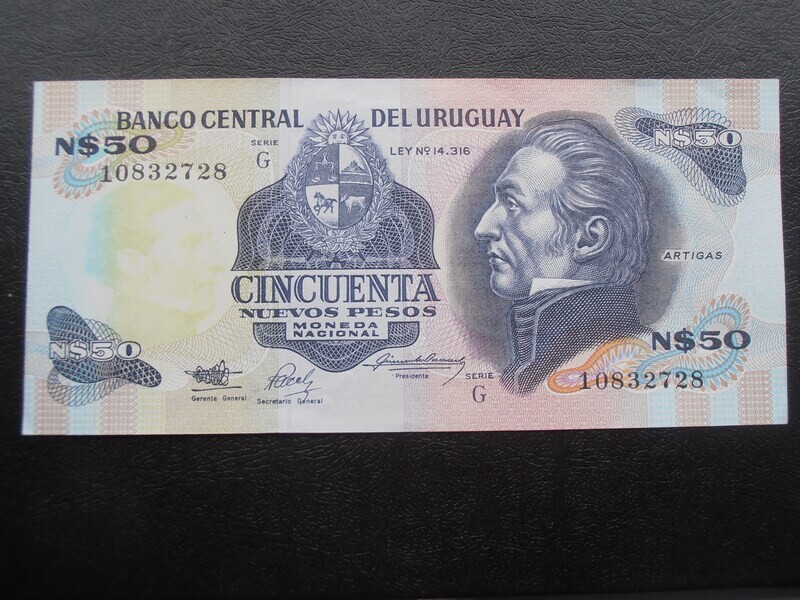 BANCO CENTRAL DEL URUGUAY
N$50
SERIE
G
LEY Nº 14.316
N$50
10832728
ARTIGAS
CINCUENTA
NUEVOS PESOS
MONEDA
NACIONAL
N$50
N$50
Gerente General
Secretario General
Presidente
SERIE
G
10832728